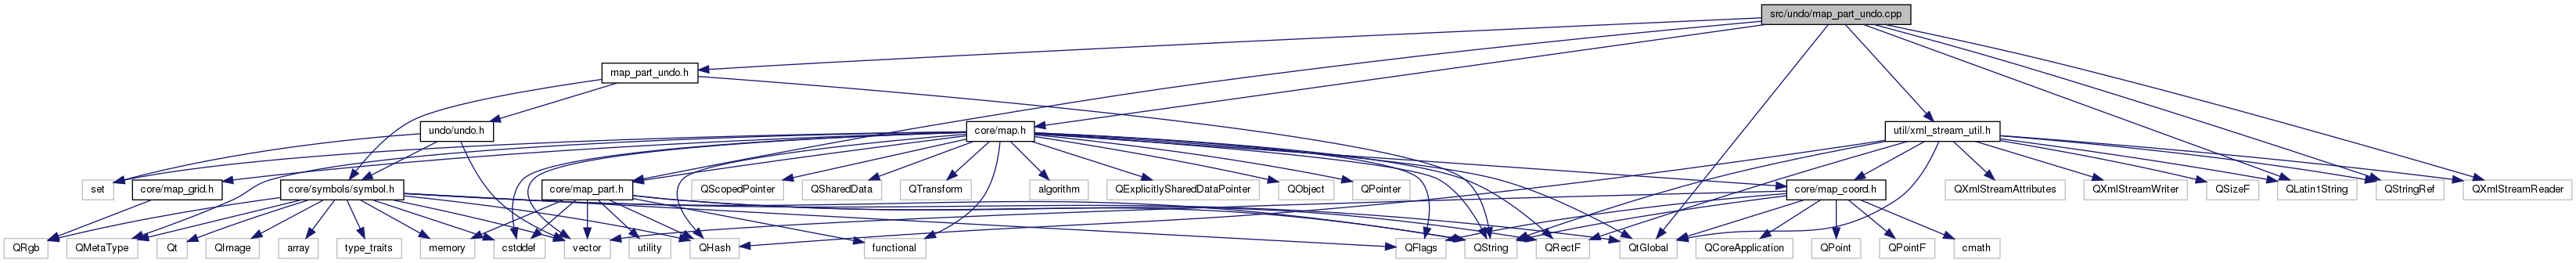 src/undo/map_part_undo.cpp
map_part_undo.h
undo/undo.h
core/map.h
util/xml_stream_util.h
set
core/map_grid.h
core/symbols/symbol.h
core/map_part.h
QScopedPointer
QSharedData
QTransform
algorithm
QExplicitlySharedDataPointer
QObject
QPointer
core/map_coord.h
QXmlStreamAttributes
QXmlStreamWriter
QSizeF
QLatin1String
QStringRef
QXmlStreamReader
QRgb
QMetaType
Qt
QImage
array
type_traits
memory
cstddef
vector
utility
QHash
functional
QFlags
QString
QRectF
QtGlobal
QCoreApplication
QPoint
QPointF
cmath